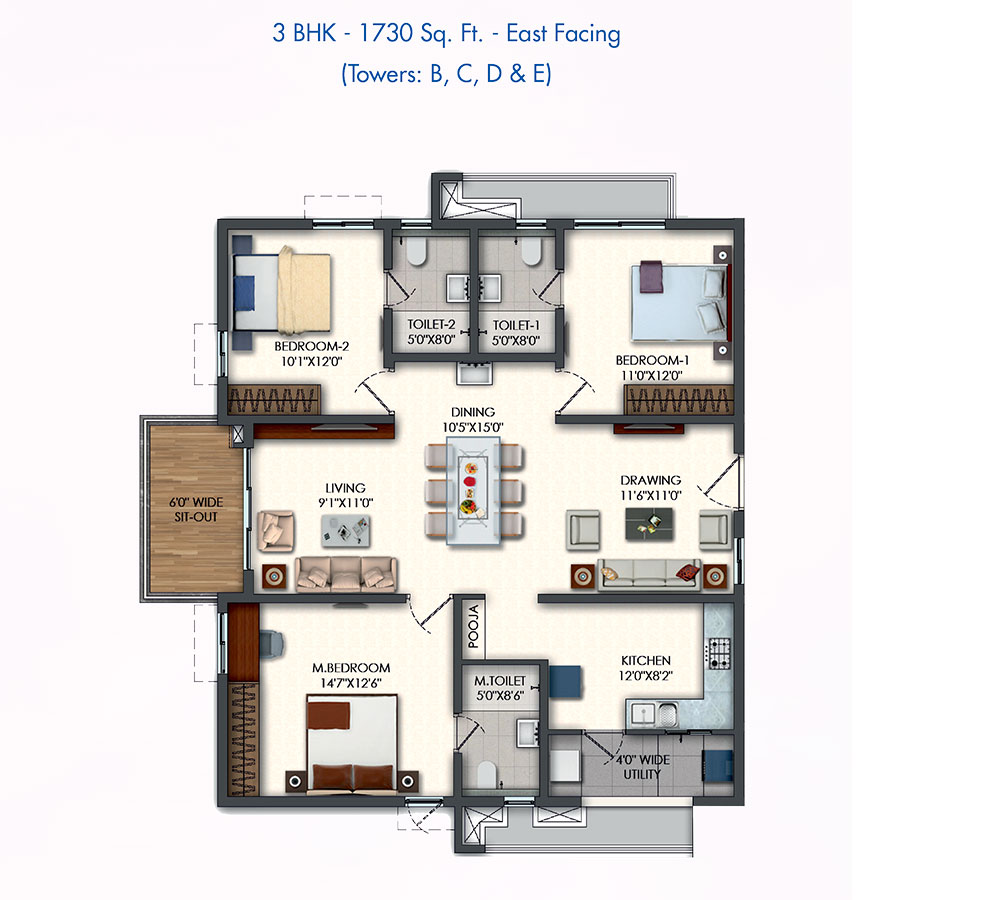 3 BHK - 1730 Sq. Ft. - East Facing
(Towers: B, C, D & E)
TOILET-2
5'0"X8'0"
TOILET-1
5'0"X8'0"
BEDROOM-2
10'1"X12'0"
BEDROOM-1
11'0"X12'0"
DINING
10'5"X15'0"
LIVING
9'1"X11'0"
DRAWING
11'6"X11'0"
6'0" WIDE
SIT-OUT
POOJA
M.BEDROOM
14'7"X12'6"
M.TOILET
5'0"X8'6"
KITCHEN
12'0"X8'2"
4'0" WIDE
UTILITY